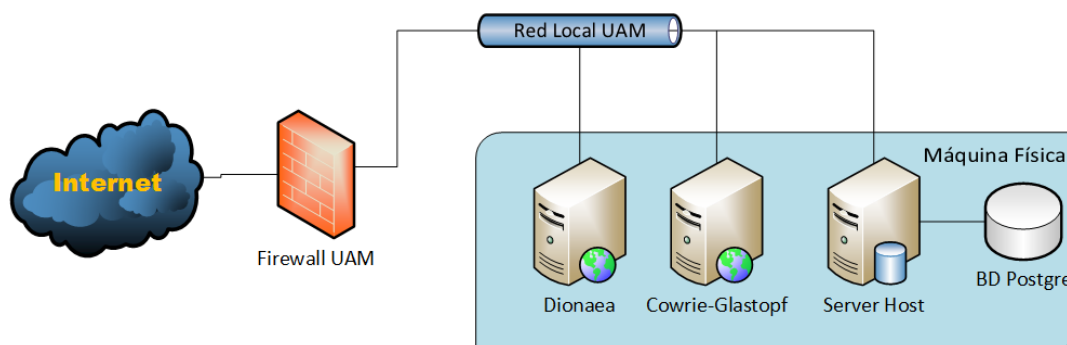 Red Local UAM
Internet
Firewall UAM
Máquina Física
Dionaea
Cowrie-Glastopf
Server Host
BD Postgre